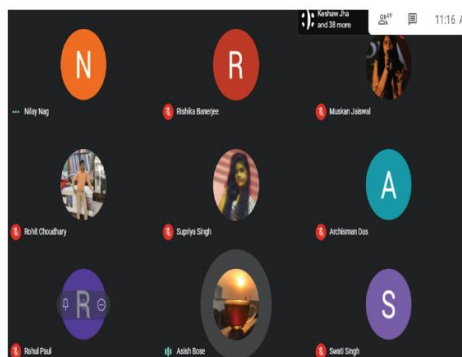 Keshaw Jha
and 38 more
49
11:16 A
N
R
Nilay Nag
Rishika Banerjee
Muskan Jaiswal
A
Rohit Choudhary
Supriya Singh
Archisman Das
R
S
Rahul Paul
Asish Bose
Swati Singh